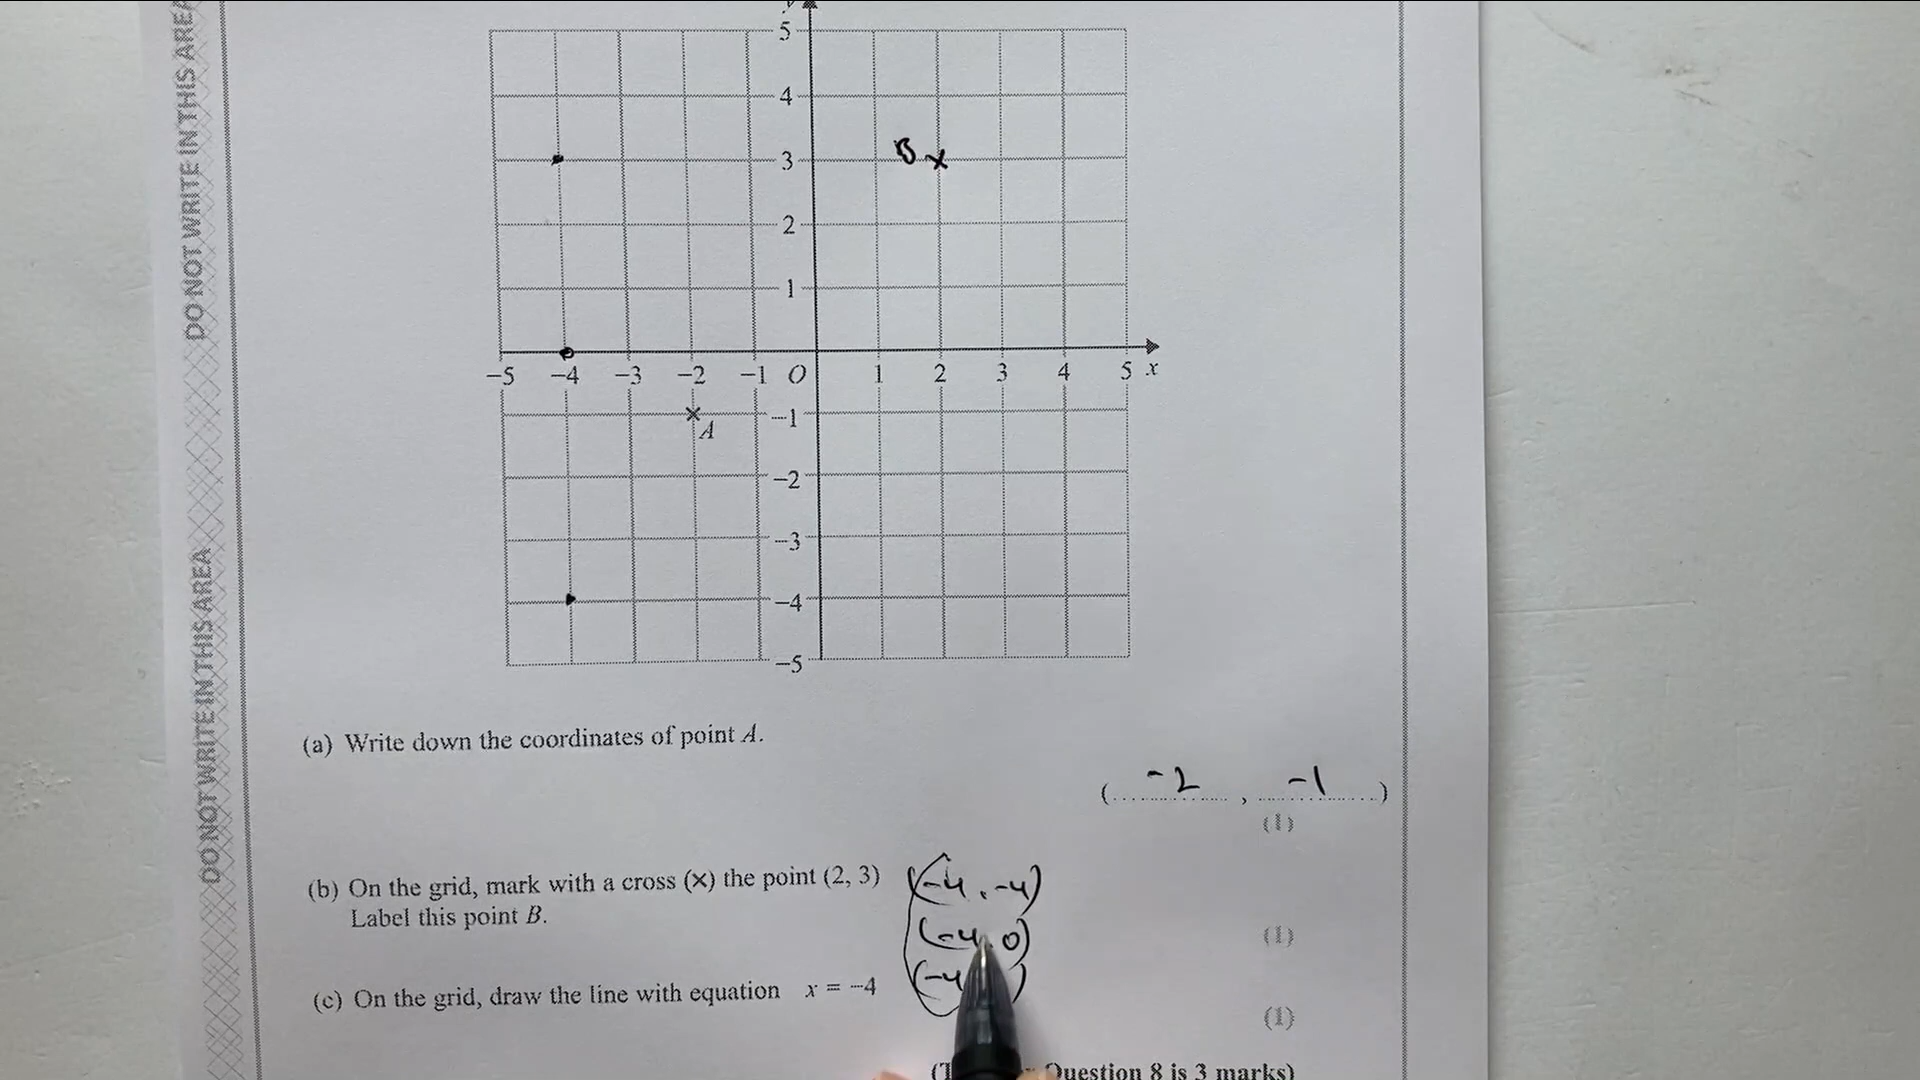 DO NOT WRITE IN THIS AREA
DO NOT WRITE IN THIS AREA
y
5
4
B
3
2
1
-5 -4 -3 -2 -1 O 1 2 3 4 5 x
-1
A
-2
-3
-4
-5
(a) Write down the coordinates of point A.
(-2, -1)
(1)
(b) On the grid, mark with a cross (×) the point (2, 3) (-4, -4)
Label this point B.
(-4, 0)
(1)
(-4 )
(c) On the grid, draw the line with equation x = -4
(1)
Question 8 is 3 marks)